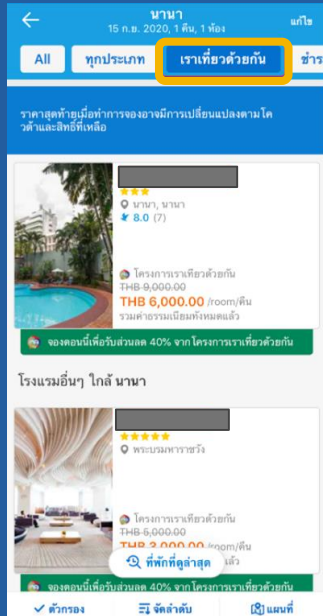 นานา
15 ก.ย. 2020, 1 คืน, 1 ห้อง
แก้ไข
All
ทุกประเภท
เราเที่ยวด้วยกัน
ชำร
ราคาสุดท้ายเมื่อทำการจองอาจมีการเปลี่ยนแปลงตามโค
วต้าและสิทธิ์ที่เหลือ
นานา, นานา
8.0 (7)
โครงการเราเที่ยวด้วยกัน
THB 9,000.00
THB 6,000.00 /room/คืน
รวมค่าธรรมเนียมทั้งหมดแล้ว
จองตอนนี้เพื่อรับส่วนลด 40% จากโครงการเราเที่ยวด้วยกัน
โรงแรมอื่นๆ ใกล้ นานา
พระบรมหาราชวัง
โครงการเราเที่ยวด้วยกัน
THB 5,000.00
THB 3,000.00 /room/คืน
ที่พักที่ดูล่าสุด
แล้ว
จองตอนนี้เพื่อรับส่วนลด 40% จากโครงการเราเที่ยวด้วยกัน
ตัวกรอง
จัดลำดับ
แผนที่